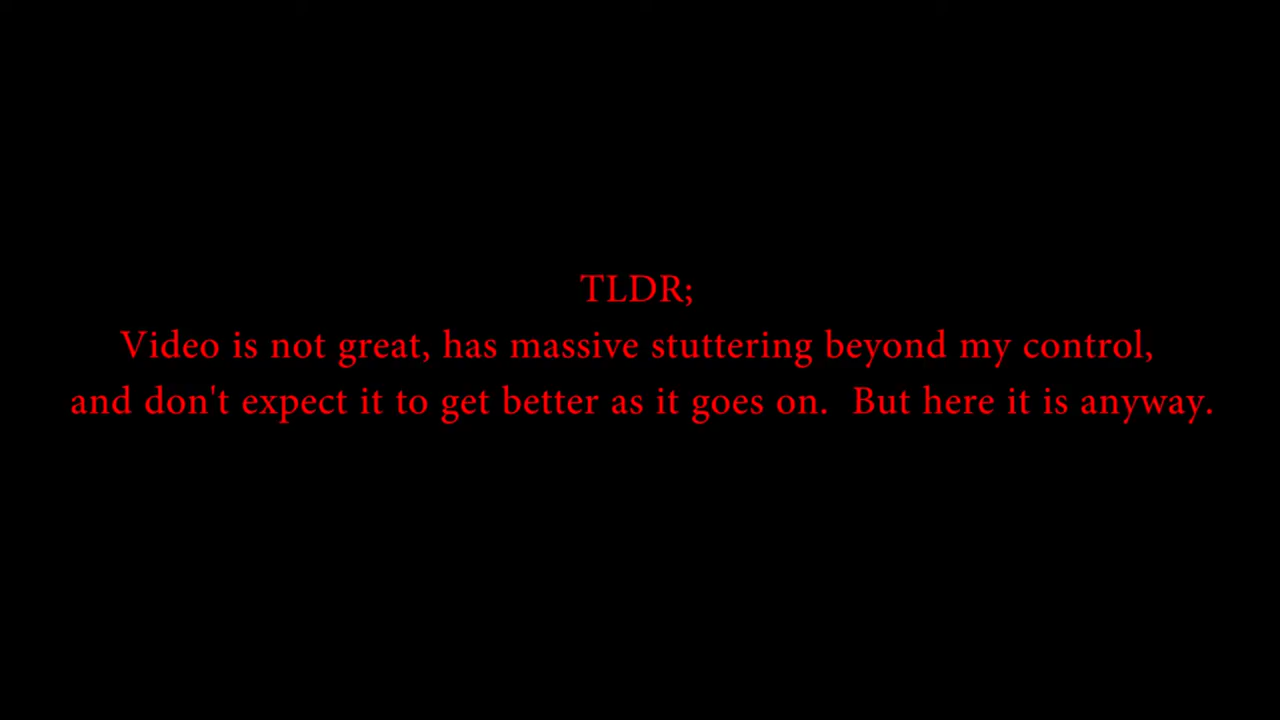 TLDR;
Video is not great, has massive stuttering beyond my control,
and don't expect it to get better as it goes on.  But here it is anyway.